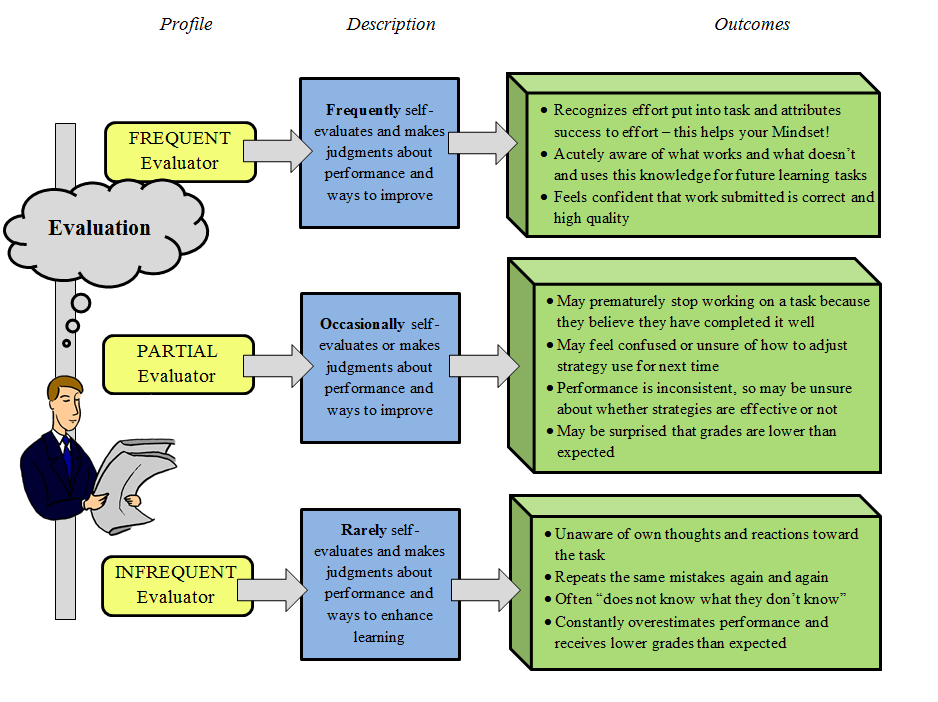 Profile
Description
Outcomes
Evaluation
FREQUENT
Evaluator
Frequently self-
evaluates and makes
judgments about
performance and
ways to improve
• Recognizes effort put into task and attributes
success to effort – this helps your Mindset!
• Acutely aware of what works and what doesn’t
and uses this knowledge for future learning tasks
• Feels confident that work submitted is correct and
high quality
PARTIAL
Evaluator
Occasionally self-
evaluates or makes
judgments about
performance and
ways to improve
• May prematurely stop working on a task because
they believe they have completed it well
• May feel confused or unsure of how to adjust
strategy use for next time
• Performance is inconsistent, so may be unsure
about whether strategies are effective or not
• May be surprised that grades are lower than
expected
INFREQUENT
Evaluator
Rarely self-
evaluates and makes
judgments about
performance and
ways to enhance
learning
• Unaware of own thoughts and reactions toward
the task
• Repeats the same mistakes again and again
• Often “does not know what they don’t know”
• Constantly overestimates performance and
receives lower grades than expected